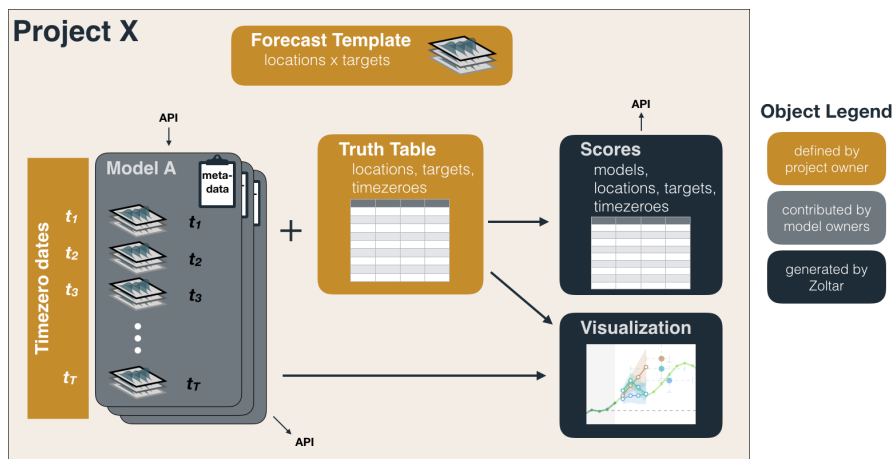 Project X
Forecast Template
locations x targets
API
API
Object Legend
Model A
meta-
data
Truth Table
locations, targets,
timezeroes
Scores
models,
locations, targets,
timezeroes
defined by
project owner
Timezero dates
t1
t1
t2
t2
t3
t3
tT
tT
+
contributed by
model owners
generated by
Zoltar
Visualization
API